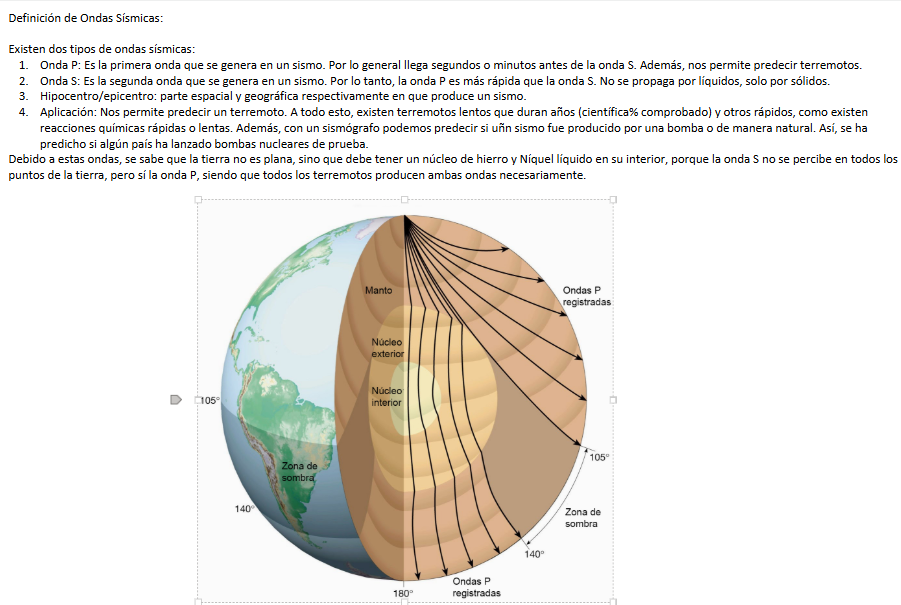 Definición de Ondas Sísmicas:
Existen dos tipos de ondas sísmicas:
1. Onda P: Es la primera onda que se genera en un sismo. Por lo general llega segundos o minutos antes de la onda S. Además, nos permite predecir terremotos.
2. Onda S: Es la segunda onda que se genera en un sismo. Por lo tanto, la onda P es más rápida que la onda S. No se propaga por líquidos, solo por sólidos.
3. Hipocentro/epicentro: parte espacial y geográfica respectivamente en que produce un sismo.
4. Aplicación: Nos permite predecir un terremoto. A todo esto, existen terremotos lentos que duran años (científica% comprobado) y otros rápidos, como existen
reacciones químicas rápidas o lentas. Además, con un sismógrafo podemos predecir si uñn sismo fue producido por una bomba o de manera natural. Así, se ha
predicho si algún país ha lanzado bombas nucleares de prueba.
Debido a estas ondas, se sabe que la tierra no es plana, sino que debe tener un núcleo de hierro y Níquel líquido en su interior, porque la onda S no se percibe en todos los
puntos de la tierra, pero sí la onda P, siendo que todos los terremotos producen ambas ondas necesariamente.
Manto
Ondas P
registradas
Núcleo
exterior
Núcleo
interior
105°
105°
Zona de
sombra
140°
Zona de
sombra
140°
Ondas P
registradas
180°